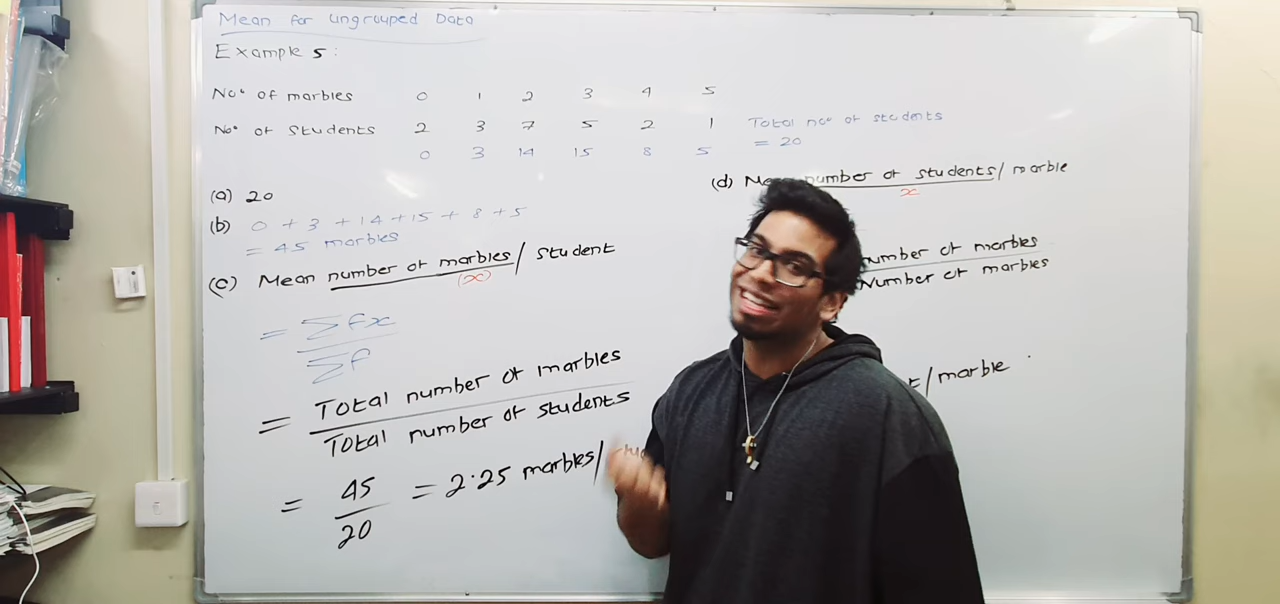 Mean for ungrouped Data
Example 5:
No. of marbles 0 1 2 3 4 5
No. of Students 2 3 7 5 2 1 Total no. of students
0 3 14 15 8 5 = 20
(a) 20
(d) number of students/marble
x
(b) 0 + 3 + 14 + 15 + 8 + 5
= 45 marbles
(c) Mean number of marbles/student
(x)
number of marbles
Number of marbles
= ∑fx
∑f
= Total number of marbles
Total number of students
/marble
= 45
20
= 2.25 marbles/